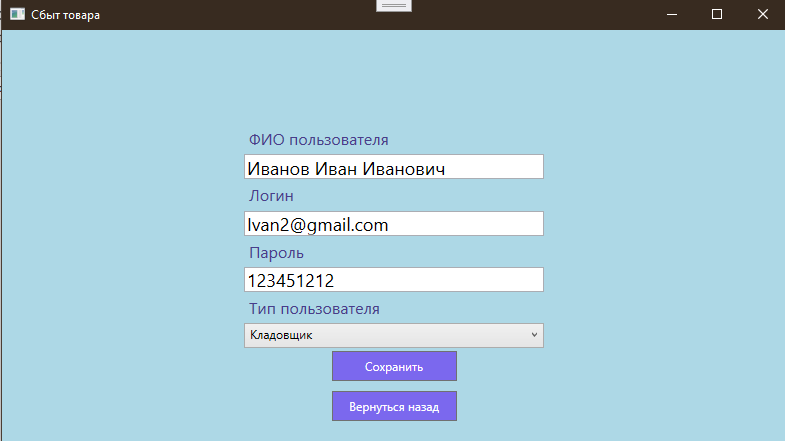 Сбыт товара
ФИО пользователя
Иванов Иван Иванович
Логин
Ivan2@gmail.com
Пароль
123451212
Тип пользователя
Кладовщик
Сохранить
Вернуться назад